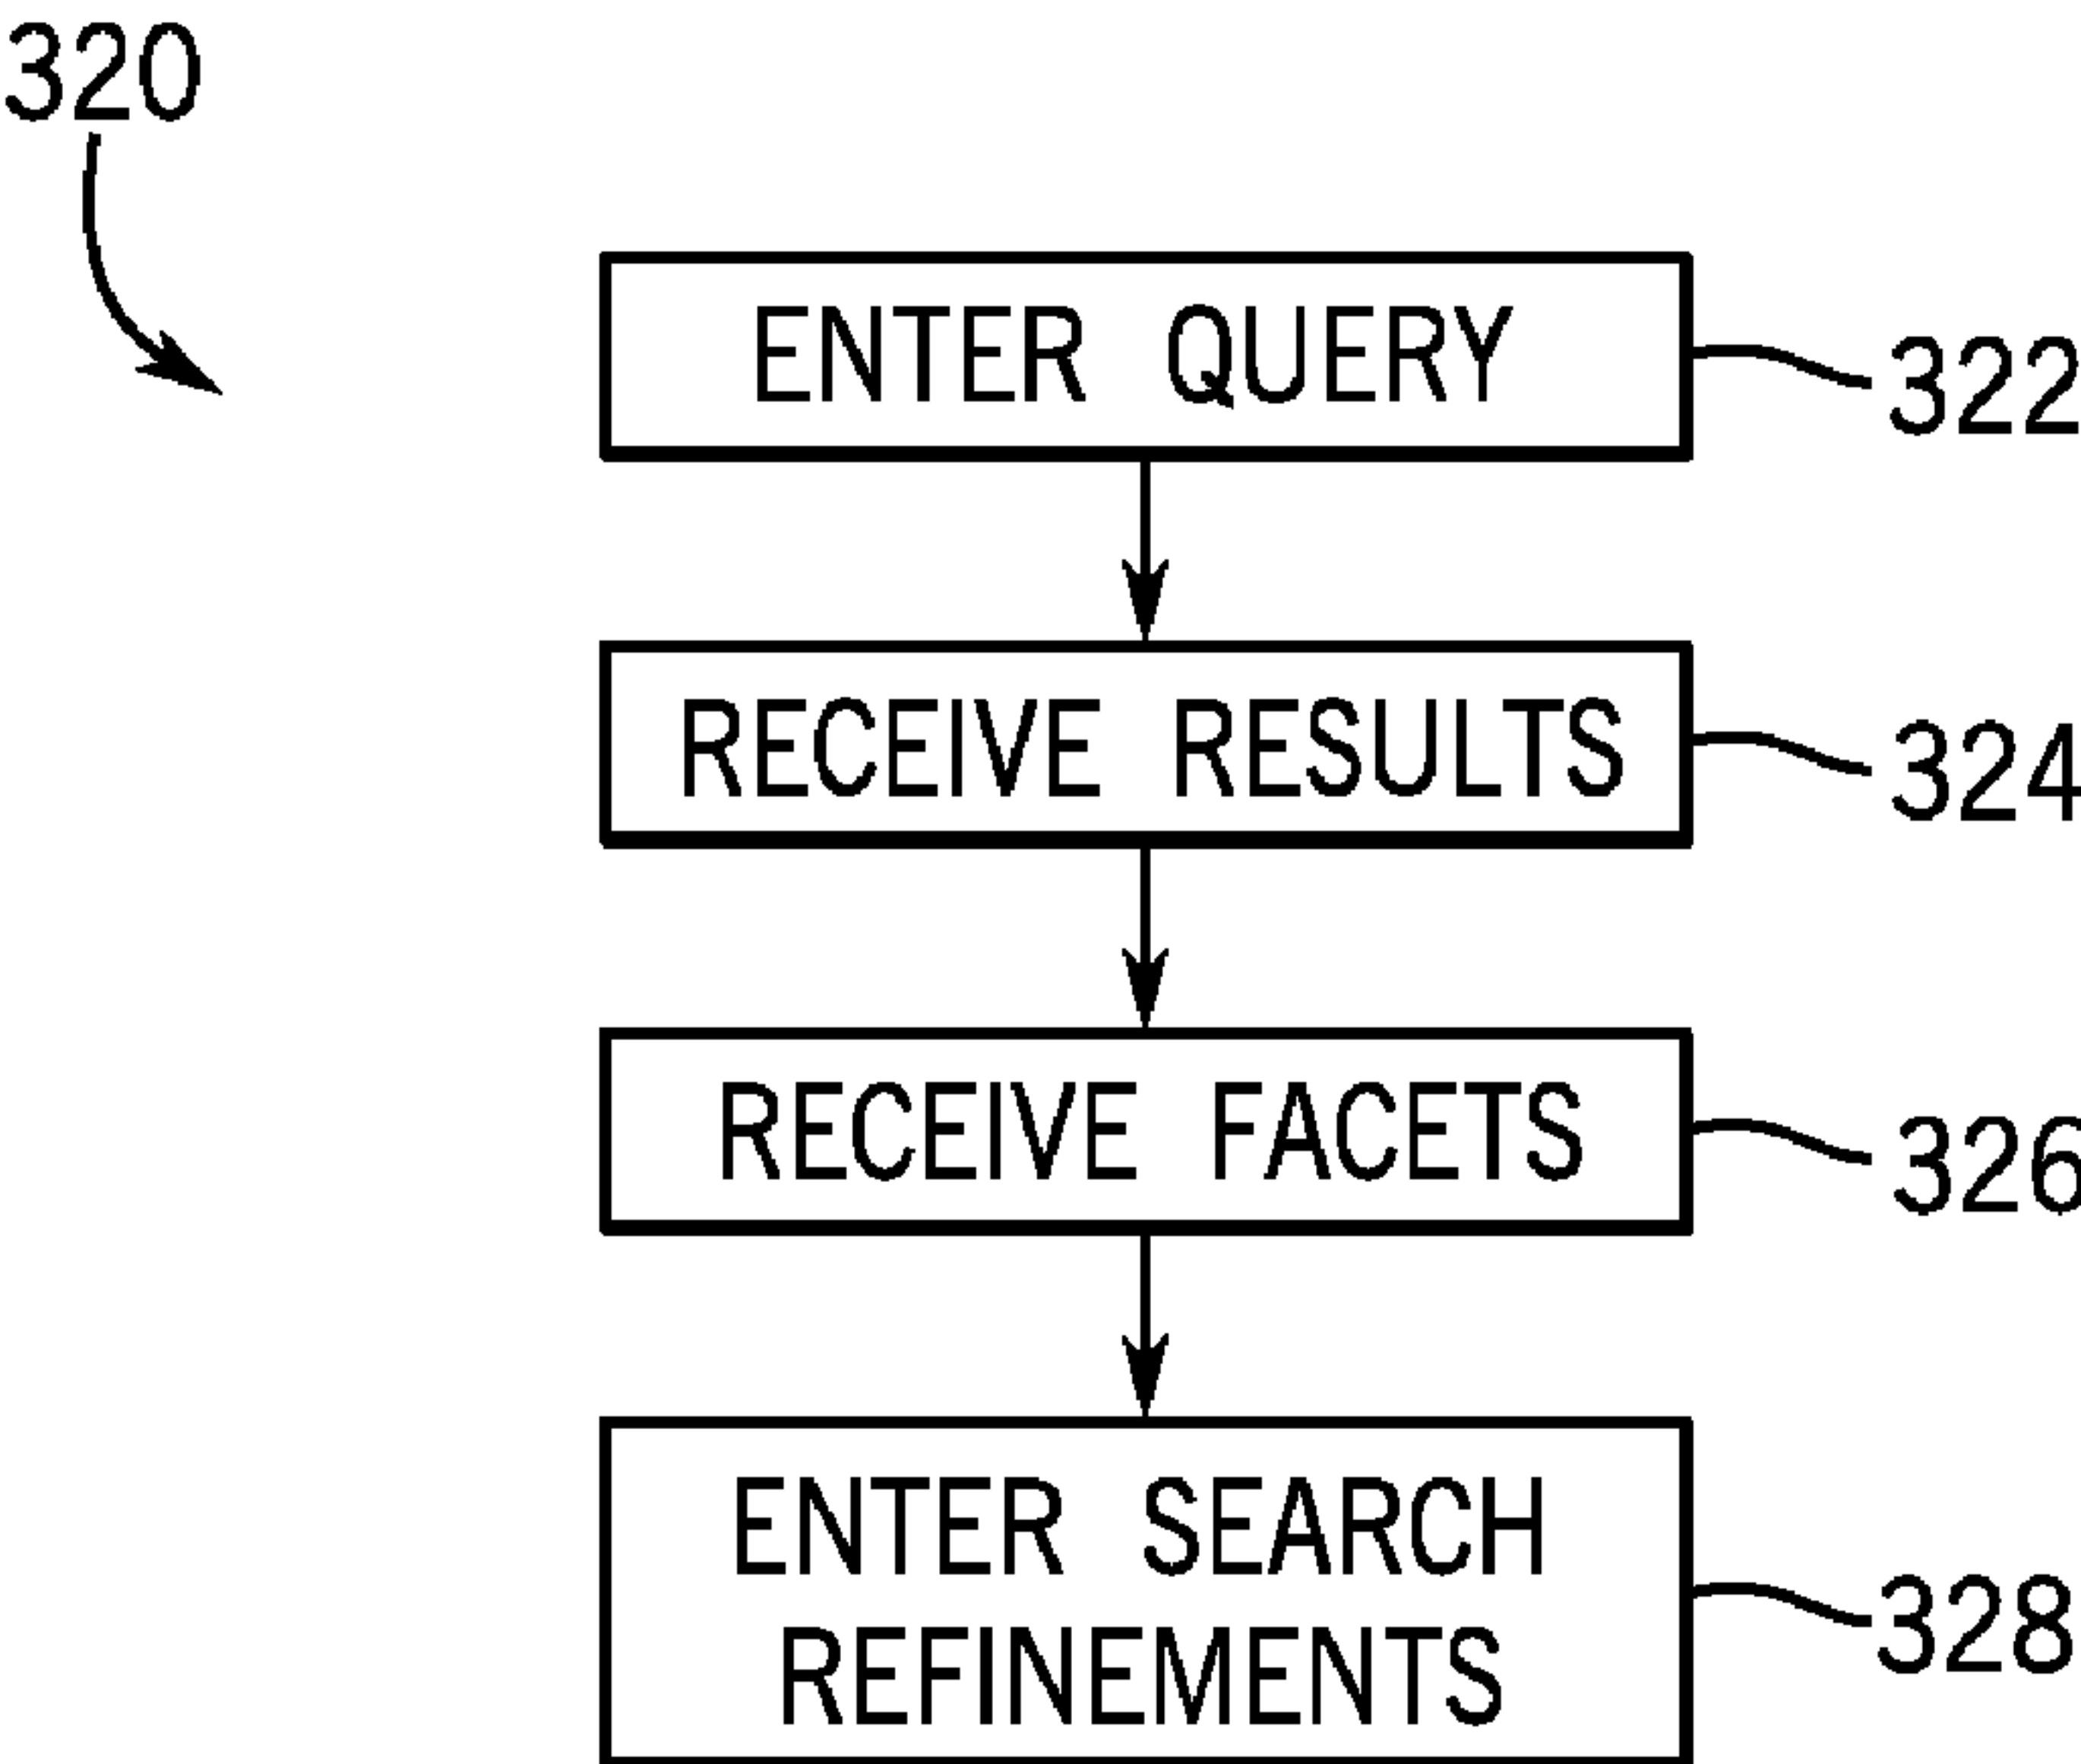 320
ENTER QUERY
322
RECEIVE RESULTS
324
RECEIVE FACETS
326
ENTER SEARCH
REFINEMENTS
328